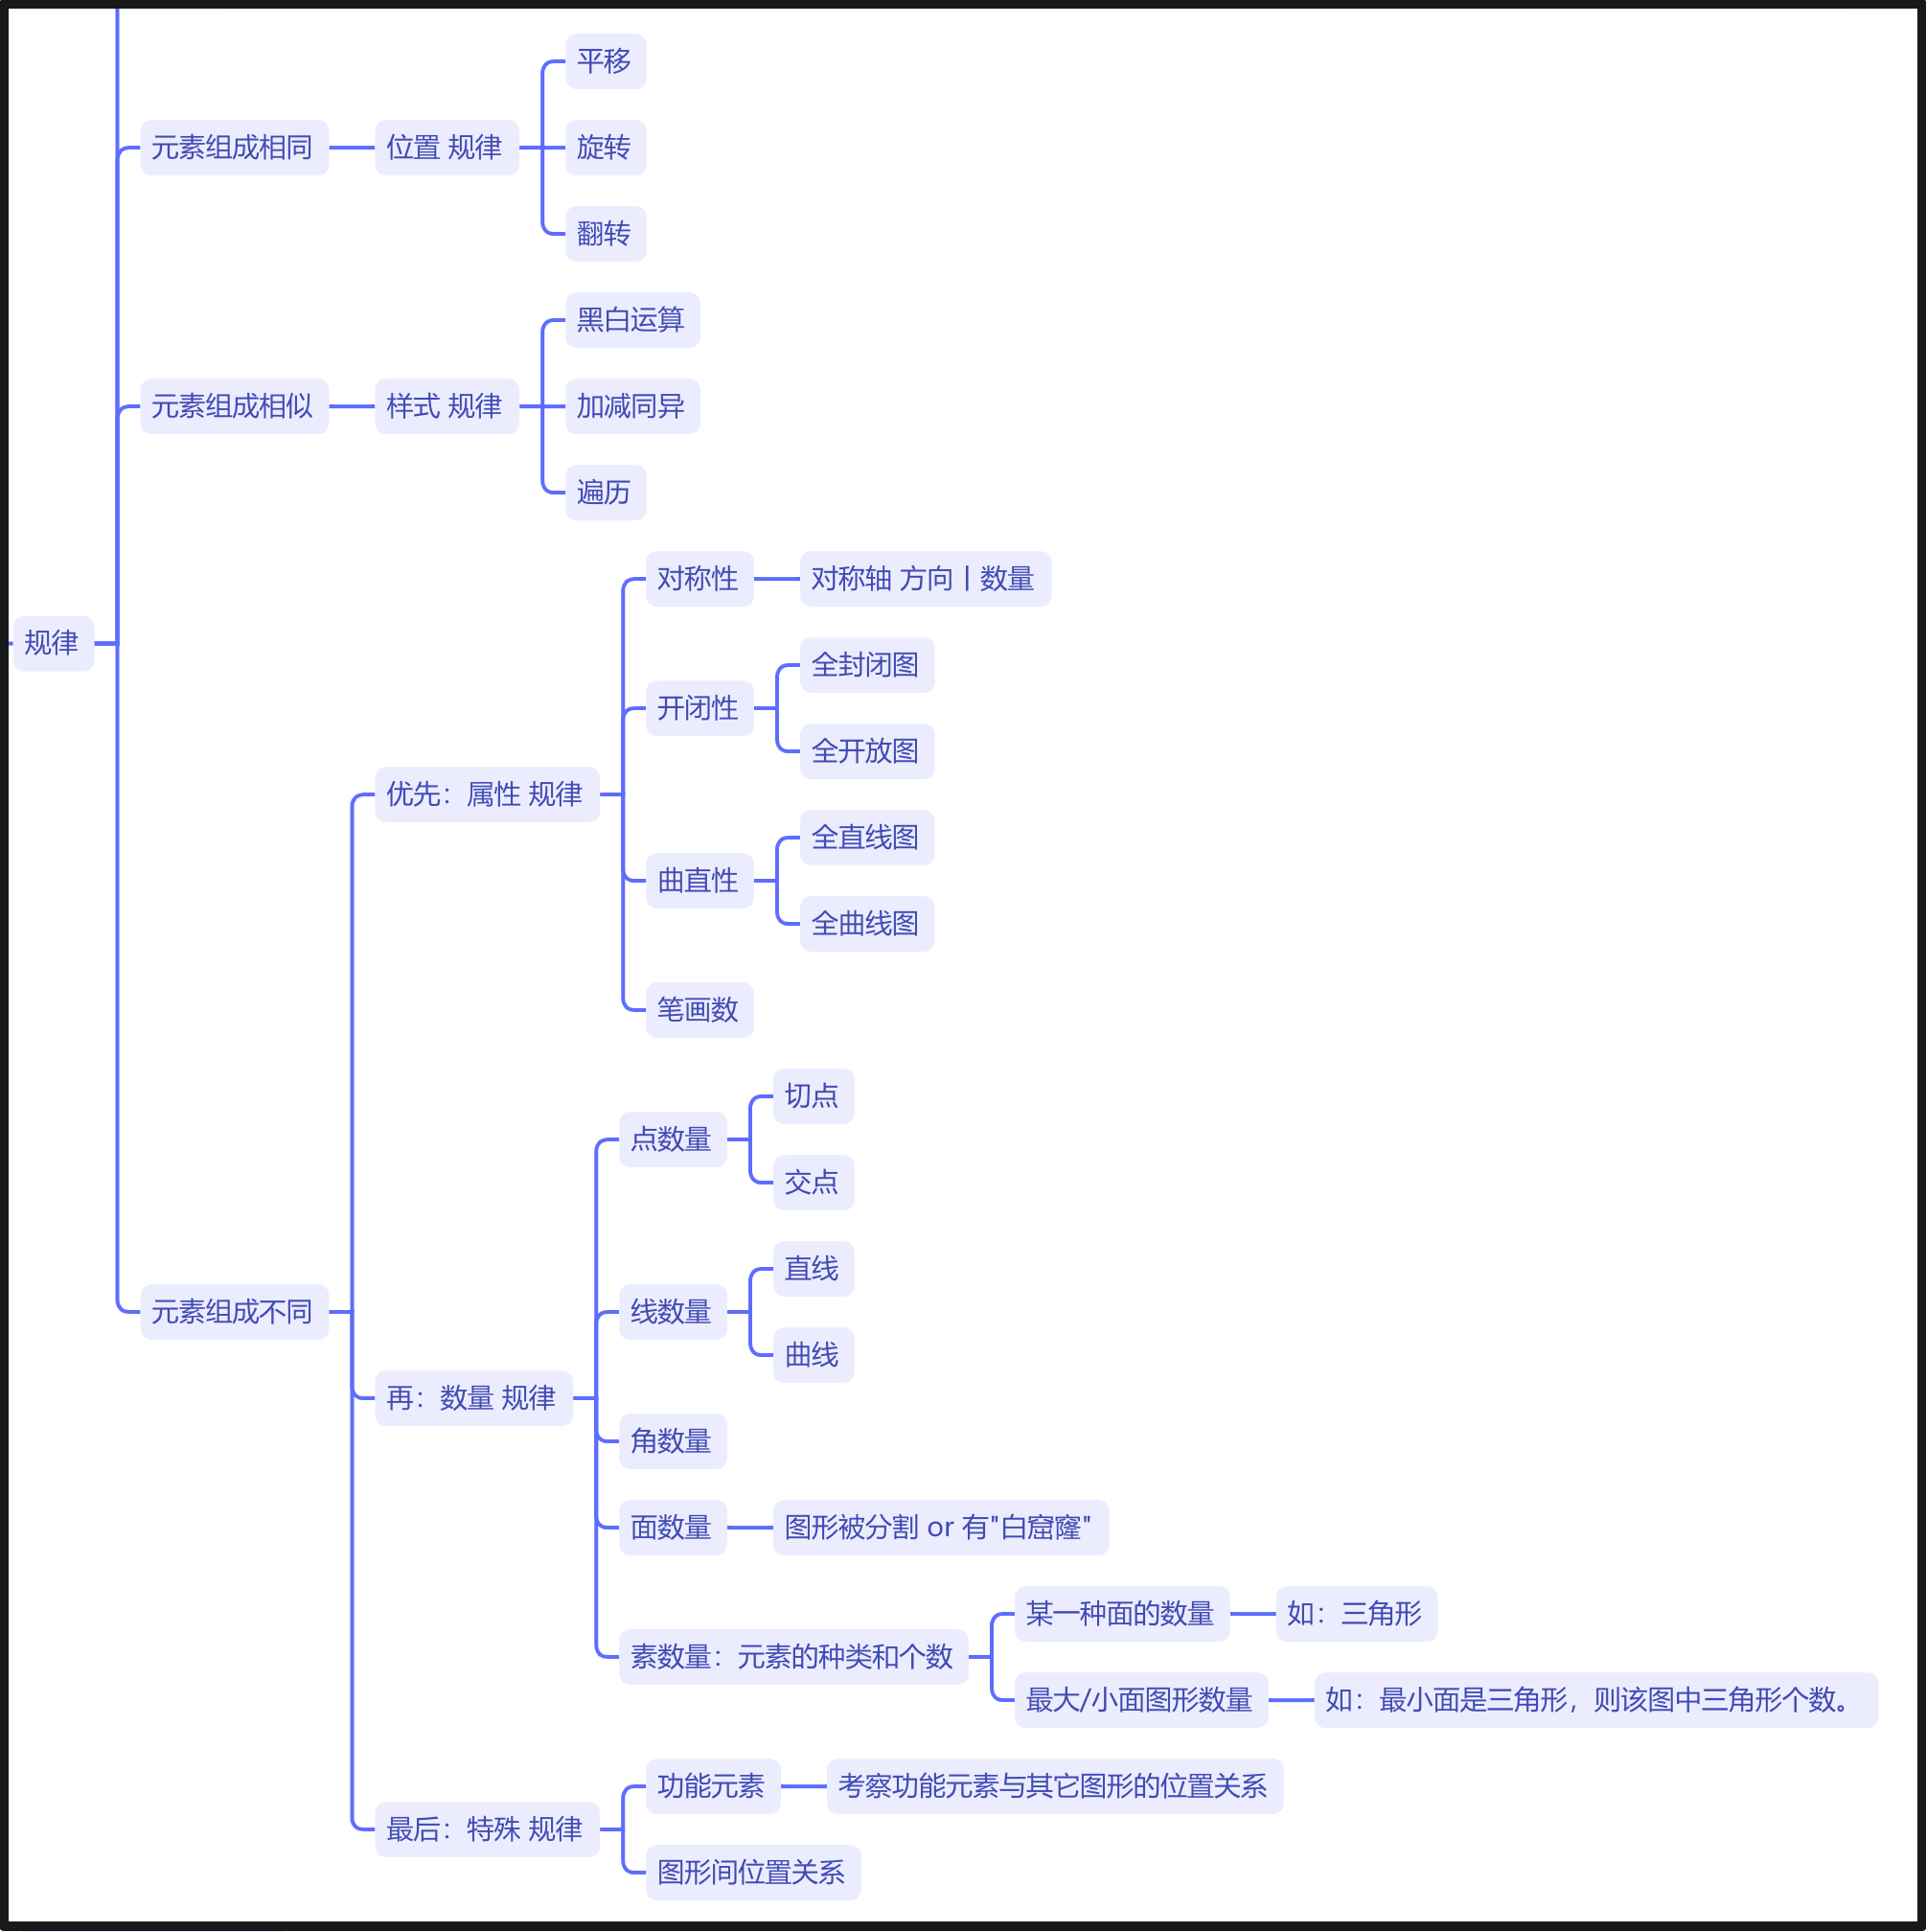 规律
元素组成相同
位置 规律
平移
旋转
翻转
元素组成相似
样式 规律
黑白运算
加减同异
遍历
元素组成不同
优先：属性 规律
对称性
对称轴 方向丨数量
开闭性
全封闭图
全开放图
曲直性
全直线图
全曲线图
笔画数
再：数量 规律
点数量
切点
交点
线数量
直线
曲线
角数量
面数量
图形被分割 or 有"白窟窿"
素数量：元素的种类和个数
某一种面的数量
如：三角形
最大/小面图形数量
如：最小面是三角形，则该图中三角形个数。
最后：特殊 规律
功能元素
考察功能元素与其它图形的位置关系
图形间位置关系